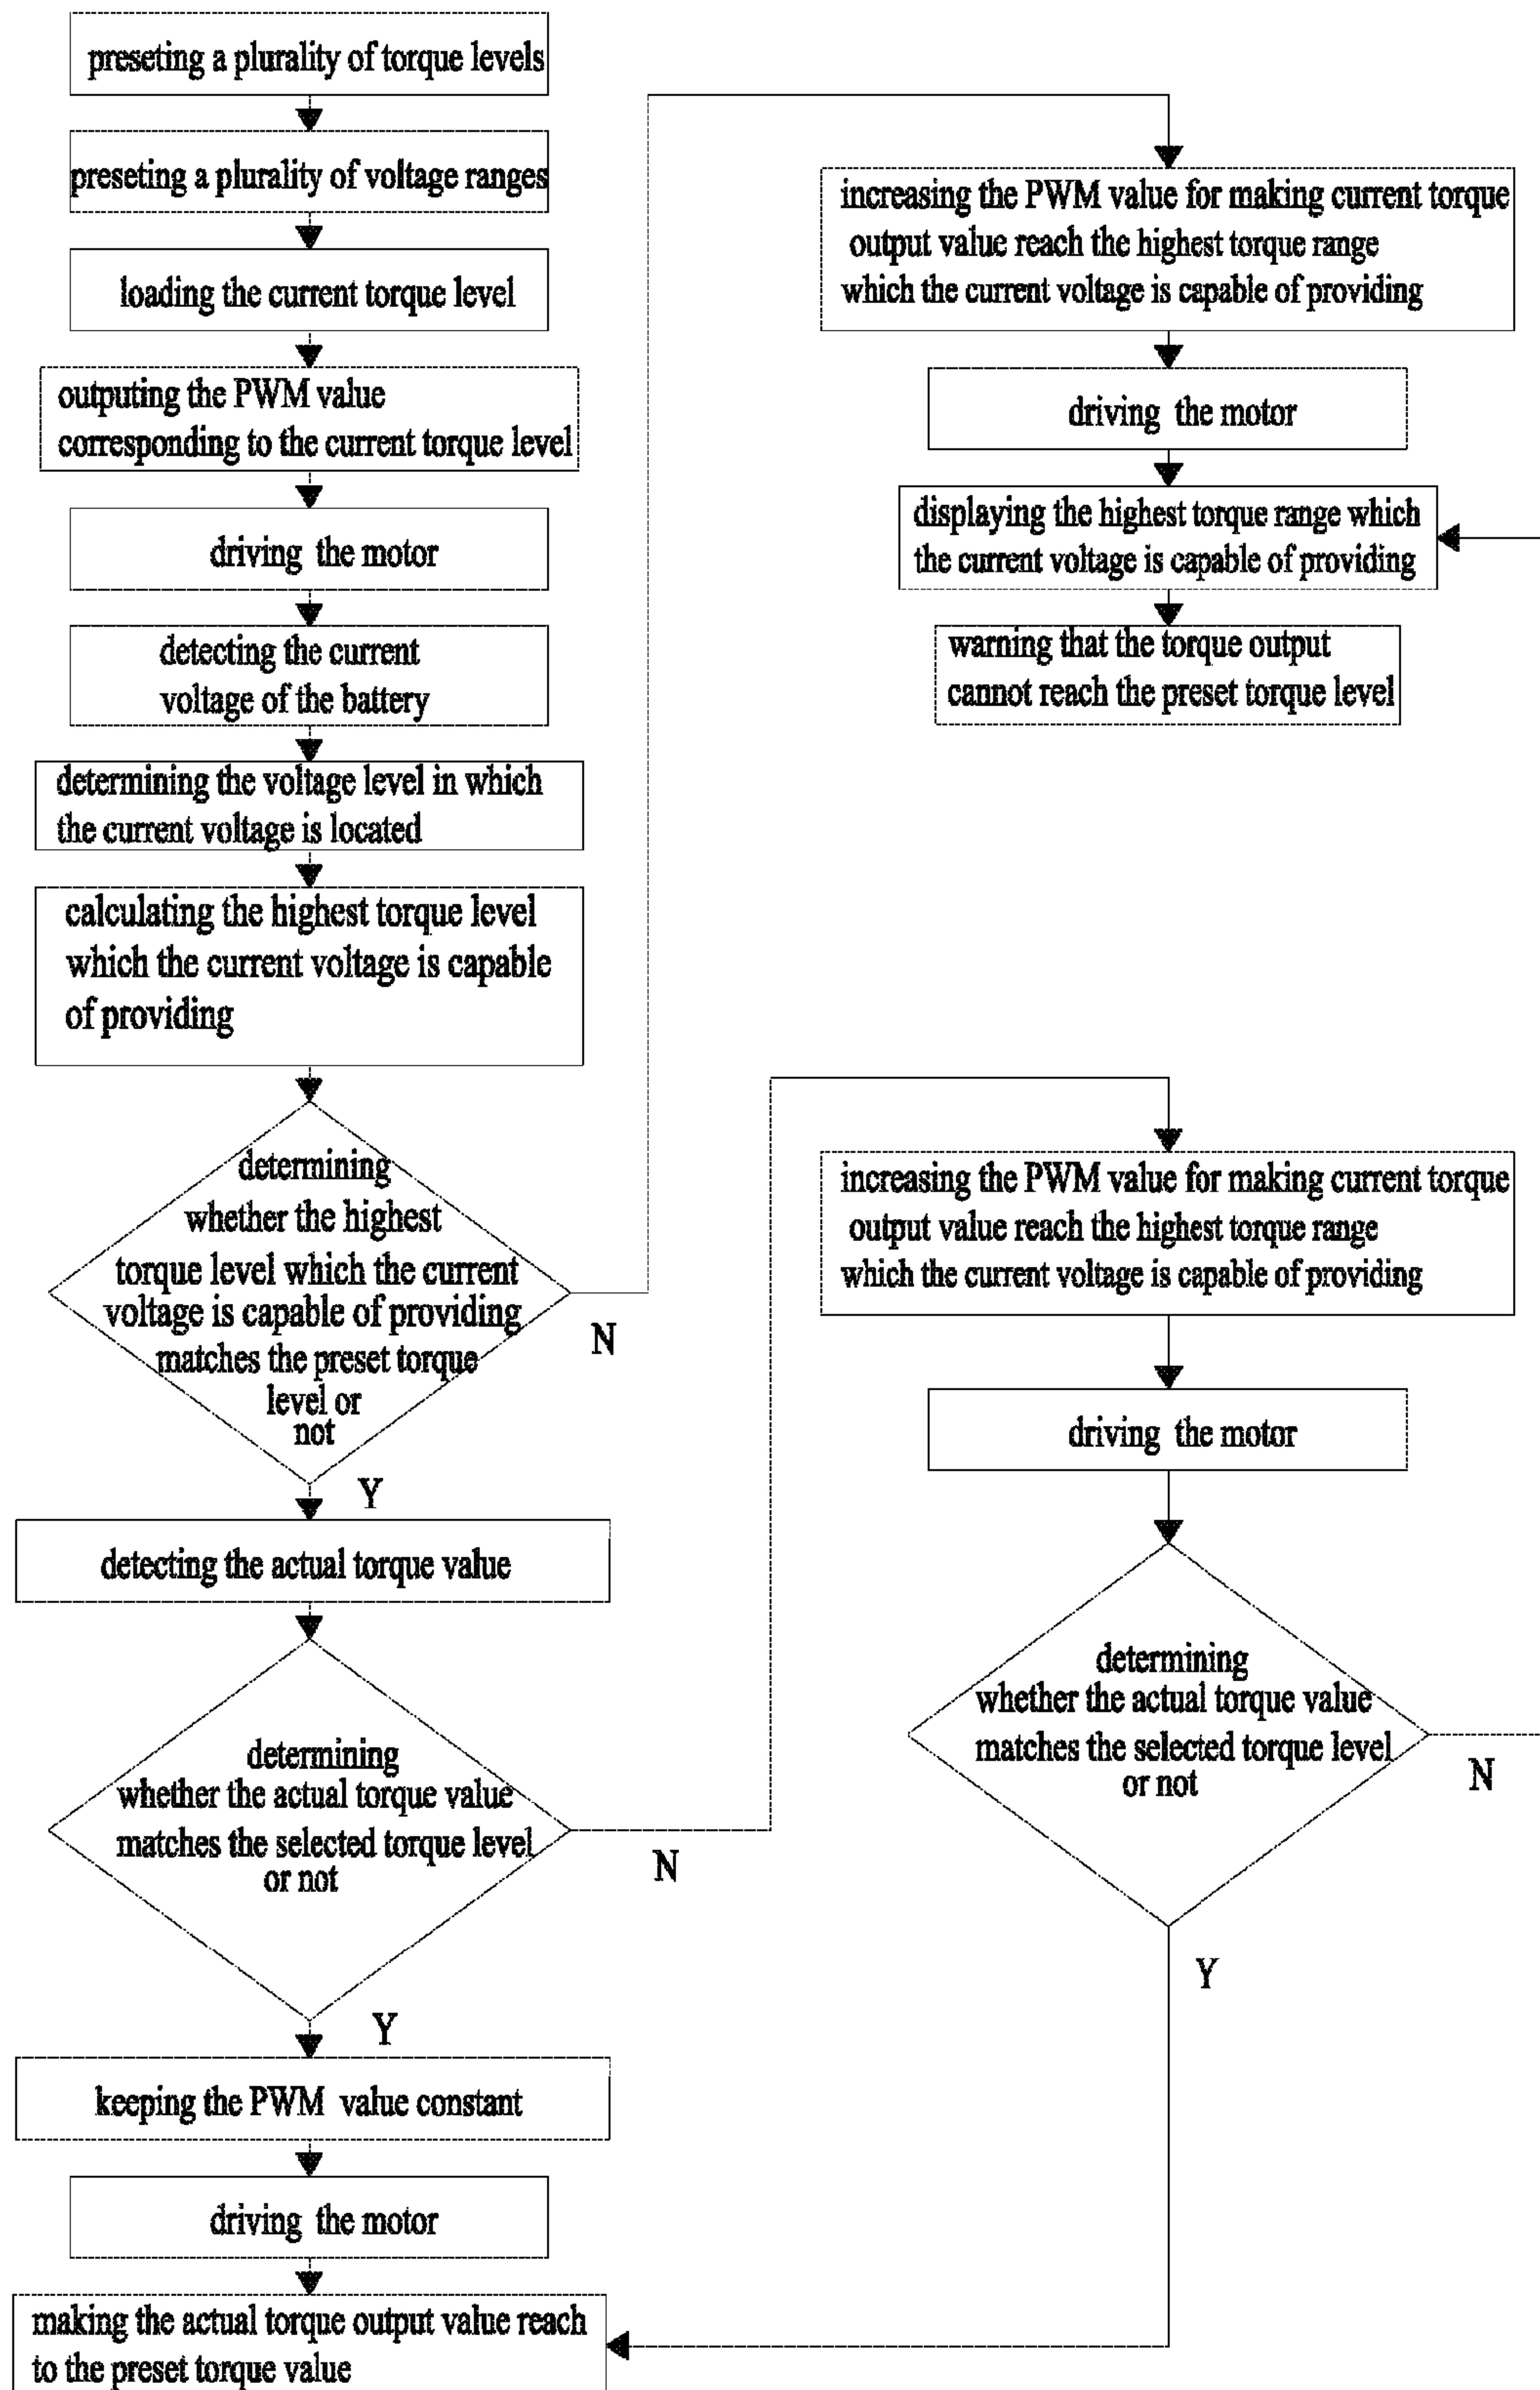 preseting a plurality of torque levels
preseting a plurality of voltage ranges
loading the current torque level
outputing the PWM value
corresponding to the current torque level
driving the motor
detecting the current
voltage of the battery
determining the voltage level in which
the current voltage is located
calculating the highest torque level
which the current voltage is capable
of providing
determining
whether the highest
torque level which the current
voltage is capable of providing
matches the preset torque
level or
not
N
Y
detecting the actual torque value
determining
whether the actual torque value
matches the selected torque level
or not
N
Y
keeping the PWM value constant
driving the motor
making the actual torque output value reach
to the preset torque value
increasing the PWM value for making current torque
output value reach the highest torque range
which the current voltage is capable of providing
driving the motor
displaying the highest torque range which
the current voltage is capable of providing
warning that the torque output
cannot reach the preset torque level
increasing the PWM value for making current torque
output value reach the highest torque range
which the current voltage is capable of providing
driving the motor
determining
whether the actual torque value
matches the selected torque level
or not
N
Y